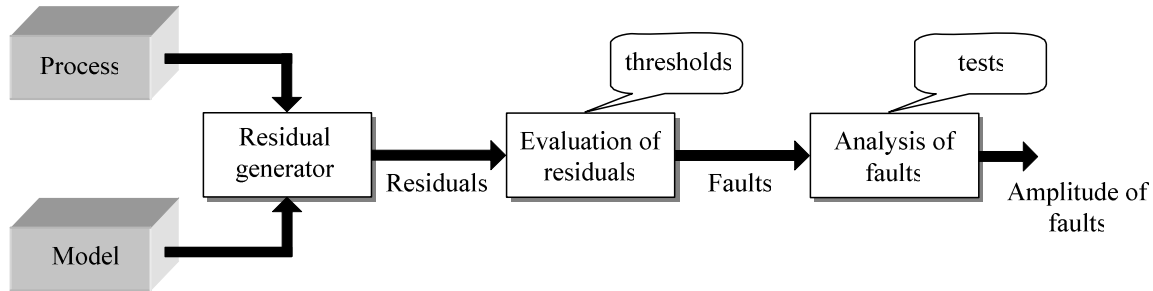 Process
Residual
generator
Model
Residuals
thresholds
Evaluation of
residuals
Faults
tests
Analysis of
faults
Amplitude of
faults